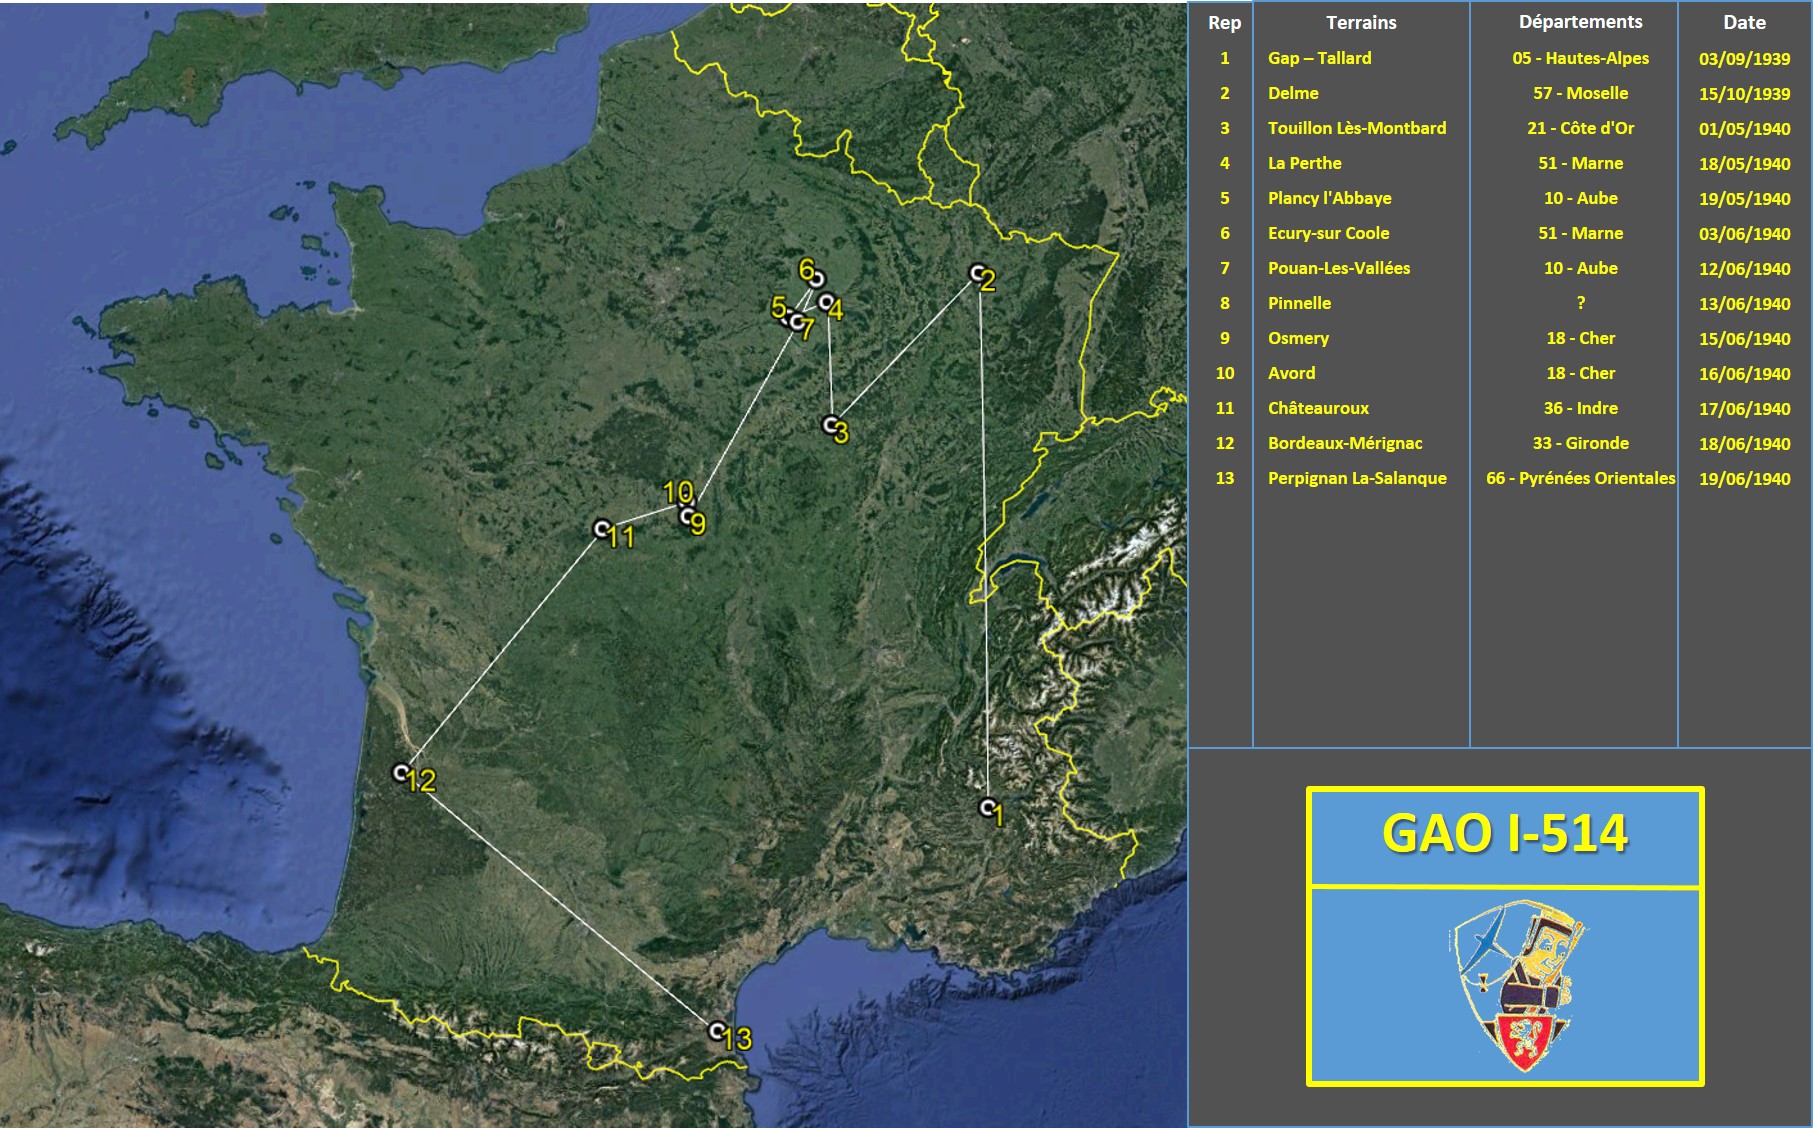 Rep Terrains Départements Date
1 Gap – Tallard 05 - Hautes-Alpes 03/09/1939
2 Delme 57 - Moselle 15/10/1939
3 Touillon Lès-Montbard 21 - Côte d'Or 01/05/1940
4 La Perthe 51 - Marne 18/05/1940
5 Plancy l'Abbaye 10 - Aube 19/05/1940
6 Ecury-sur Coole 51 - Marne 03/06/1940
7 Pouan-Les-Vallées 10 - Aube 12/06/1940
8 Pinnelle ? 13/06/1940
9 Osmery 18 - Cher 15/06/1940
10 Avord 18 - Cher 16/06/1940
11 Châteauroux 36 - Indre 17/06/1940
12 Bordeaux-Mérignac 33 - Gironde 18/06/1940
13 Perpignan La-Salanque 66 - Pyrénées Orientales 19/06/1940
6
2
5
4
7
3
10
9
11
12
1
13
GAO I-514